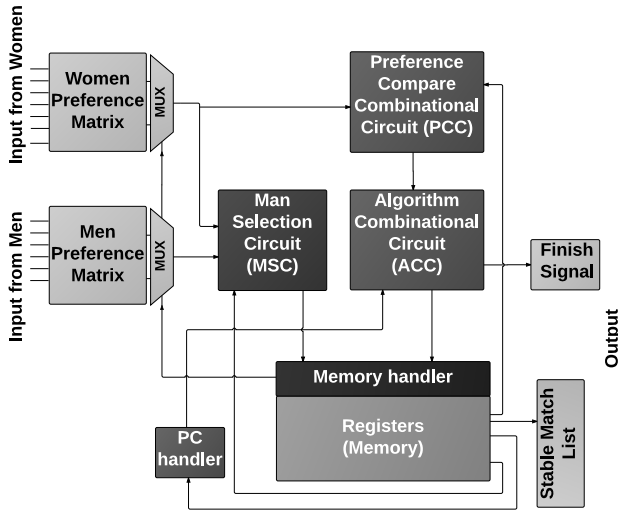 Input from Women
Women
Preference
Matrix
MUX
Preference
Compare
Combinational
Circuit (PCC)
Input from Men
Men
Preference
Matrix
MUX
Man
Selection
Circuit
(MSC)
Algorithm
Combinational
Circuit
(ACC)
Finish
Signal
Output
Memory handler
Registers
(Memory)
PC
handler
Stable Match
List